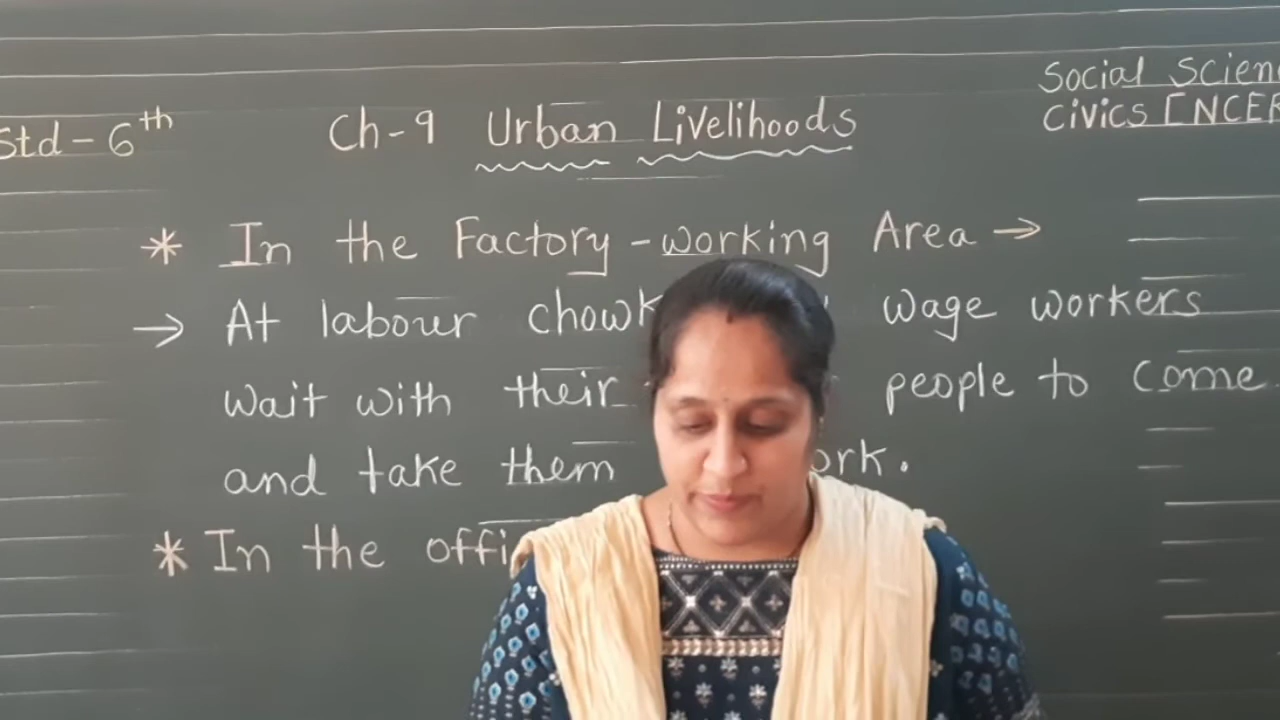 Social Scien
Std - 6th Ch-9 Urban Livelihoods Civics [NCER
* In the Factory - working Area →
→ At labour chowk wage workers
wait with their people to come
and take them
* In the